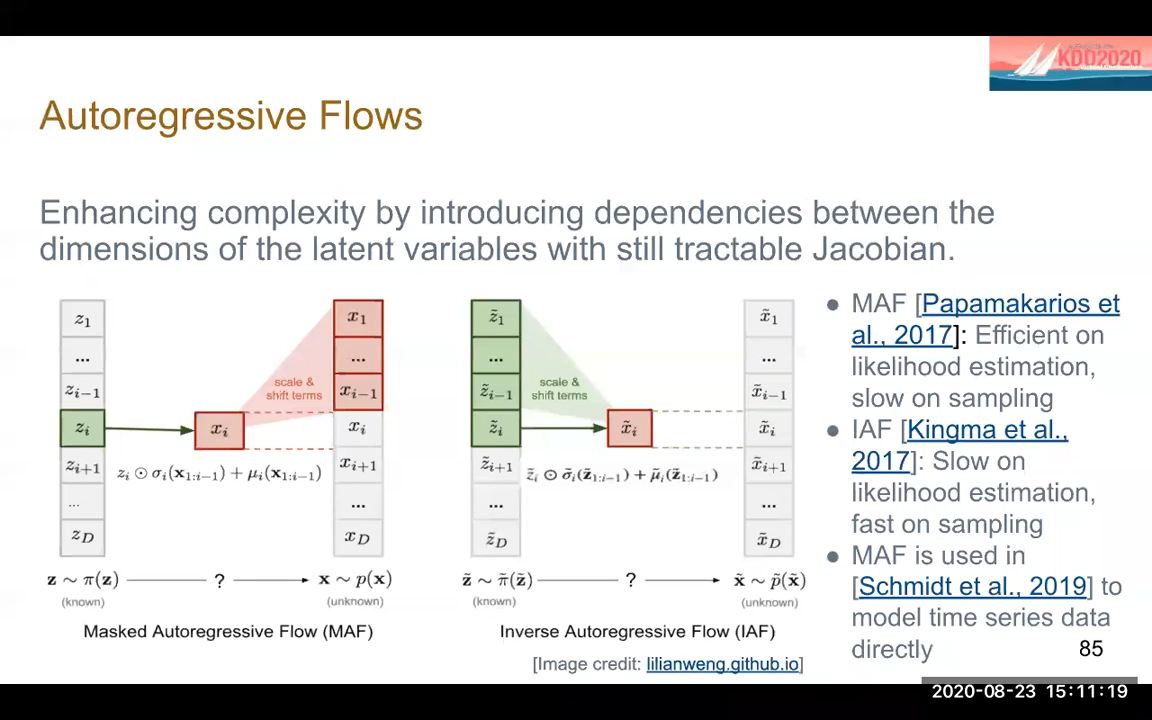 KDD2020
Autoregressive Flows
Enhancing complexity by introducing dependencies between the
dimensions of the latent variables with still tractable Jacobian.
z₁
...
zᵢ₋₁
zᵢ
zᵢ₊₁
...
z_D
xᵢ
scale &
shift terms
zᵢ ⊙ σᵢ(x₁:ᵢ₋₁) + μᵢ(x₁:ᵢ₋₁)
x₁
...
xᵢ₋₁
xᵢ
xᵢ₊₁
...
x_D
z ∼ π(z) ? x ∼ p(x)
(known) (unknown)
Masked Autoregressive Flow (MAF)
z̃₁
...
z̃ᵢ₋₁
z̃ᵢ
z̃ᵢ₊₁
...
z̃_D
scale &
shift terms
x̃ᵢ
z̃ᵢ ⊙ σ̃ᵢ(z̃₁:ᵢ₋₁) + μ̃ᵢ(z̃₁:ᵢ₋₁)
x̃₁
...
x̃ᵢ₋₁
x̃ᵢ
x̃ᵢ₊₁
...
x̃_D
z̃ ∼ π̃(z̃) ? x̃ ∼ p̃(x̃)
(known) (unknown)
Inverse Autoregressive Flow (IAF)
[Image credit: lilianweng.github.io]
● MAF [Papamakarios et
al., 2017]: Efficient on
likelihood estimation,
slow on sampling
● IAF [Kingma et al.,
2017]: Slow on
likelihood estimation,
fast on sampling
● MAF is used in
[Schmidt et al., 2019] to
model time series data
directly
85
2020-08-23 15:11:19